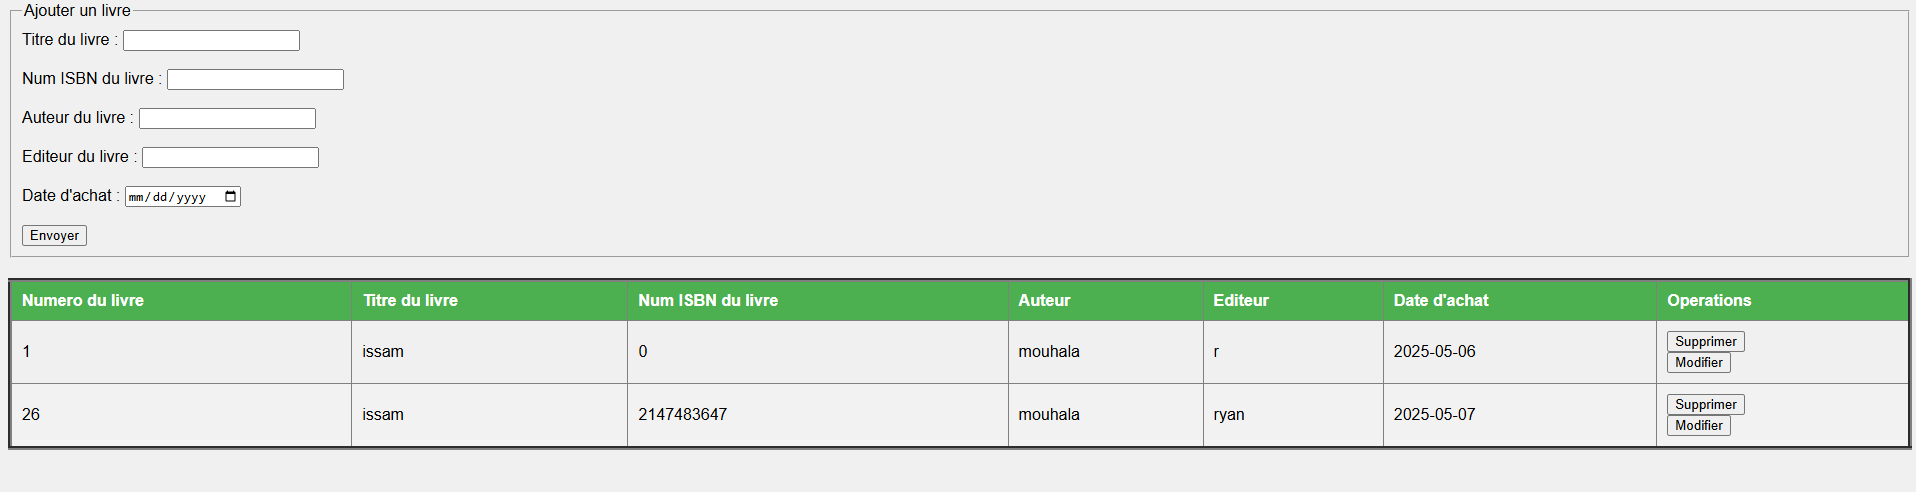 Ajouter un livre
Titre du livre :
Num ISBN du livre :
Auteur du livre :
Editeur du livre :
Date d'achat : mm/dd/yyyy
Envoyer
Numero du livre Titre du livre Num ISBN du livre Auteur Editeur Date d'achat Operations
1 issam 0 mouhala r 2025-05-06 Supprimer
Modifier
26 issam 2147483647 mouhala ryan 2025-05-07 Supprimer
Modifier